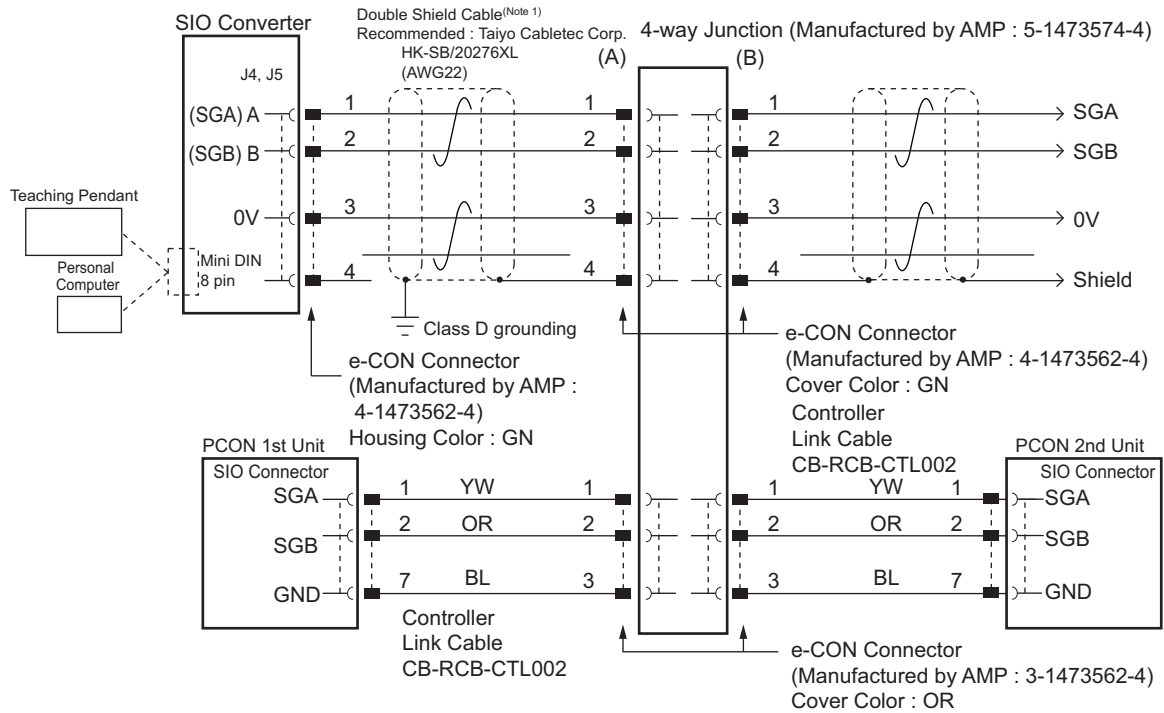 SIO Converter
Double Shield Cable(Note 1)
Recommended : Taiyo Cabletec Corp.
HK-SB/20276XL
(AWG22)
4-way Junction (Manufactured by AMP : 5-1473574-4)
(A)
(B)
J4, J5
(SGA) A
1
1
1
SGA
(SGB) B
2
2
2
SGB
0V
3
3
3
0V
4
4
4
Shield
Teaching Pendant
Personal
Computer
Mini DIN
8 pin
Class D grounding
e-CON Connector
(Manufactured by AMP :
4-1473562-4)
Housing Color : GN
e-CON Connector
(Manufactured by AMP : 4-1473562-4)
Cover Color : GN
Controller
Link Cable
CB-RCB-CTL002
PCON 1st Unit
SIO Connector
SGA
1
YW
1
SGB
2
OR
2
GND
7
BL
3
Controller
Link Cable
CB-RCB-CTL002
PCON 2nd Unit
SIO Connector
1
YW
1
SGA
2
OR
2
SGB
3
BL
7
GND
e-CON Connector
(Manufactured by AMP : 3-1473562-4)
Cover Color : OR